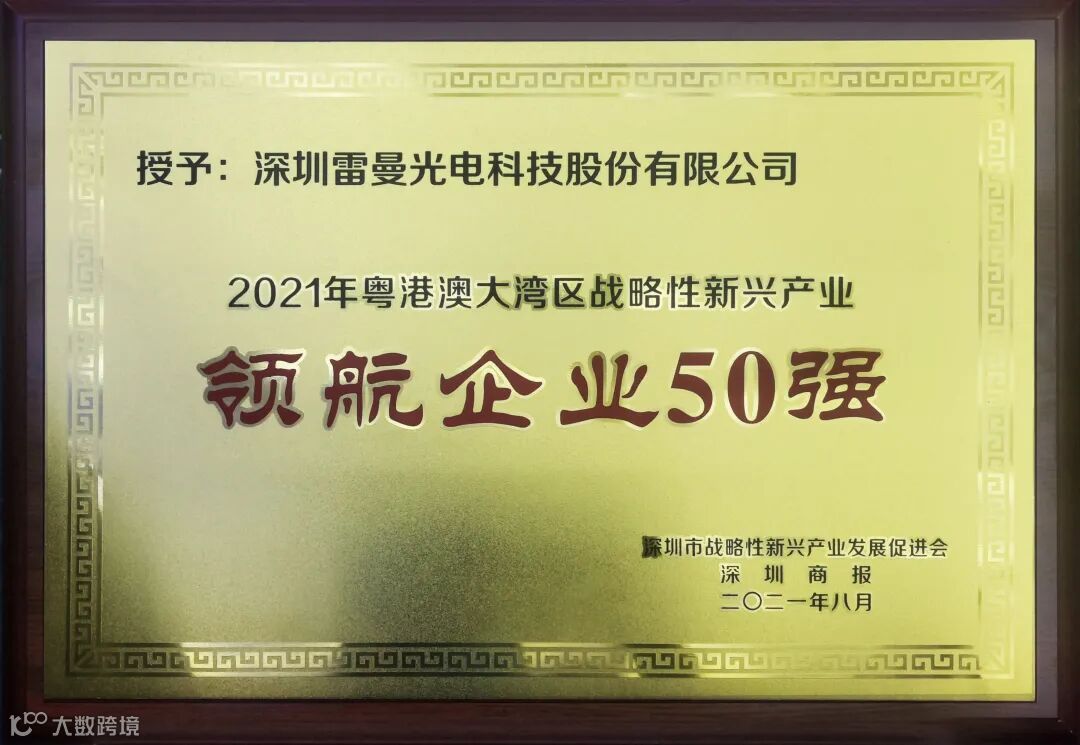 授予：深圳雷曼光电科技股份有限公司
2021年粤港澳大湾区战略性新兴产业
领航企业50强
深圳市战略性新兴产业发展促进会
深圳商报
二〇二一年八月
大数跨境